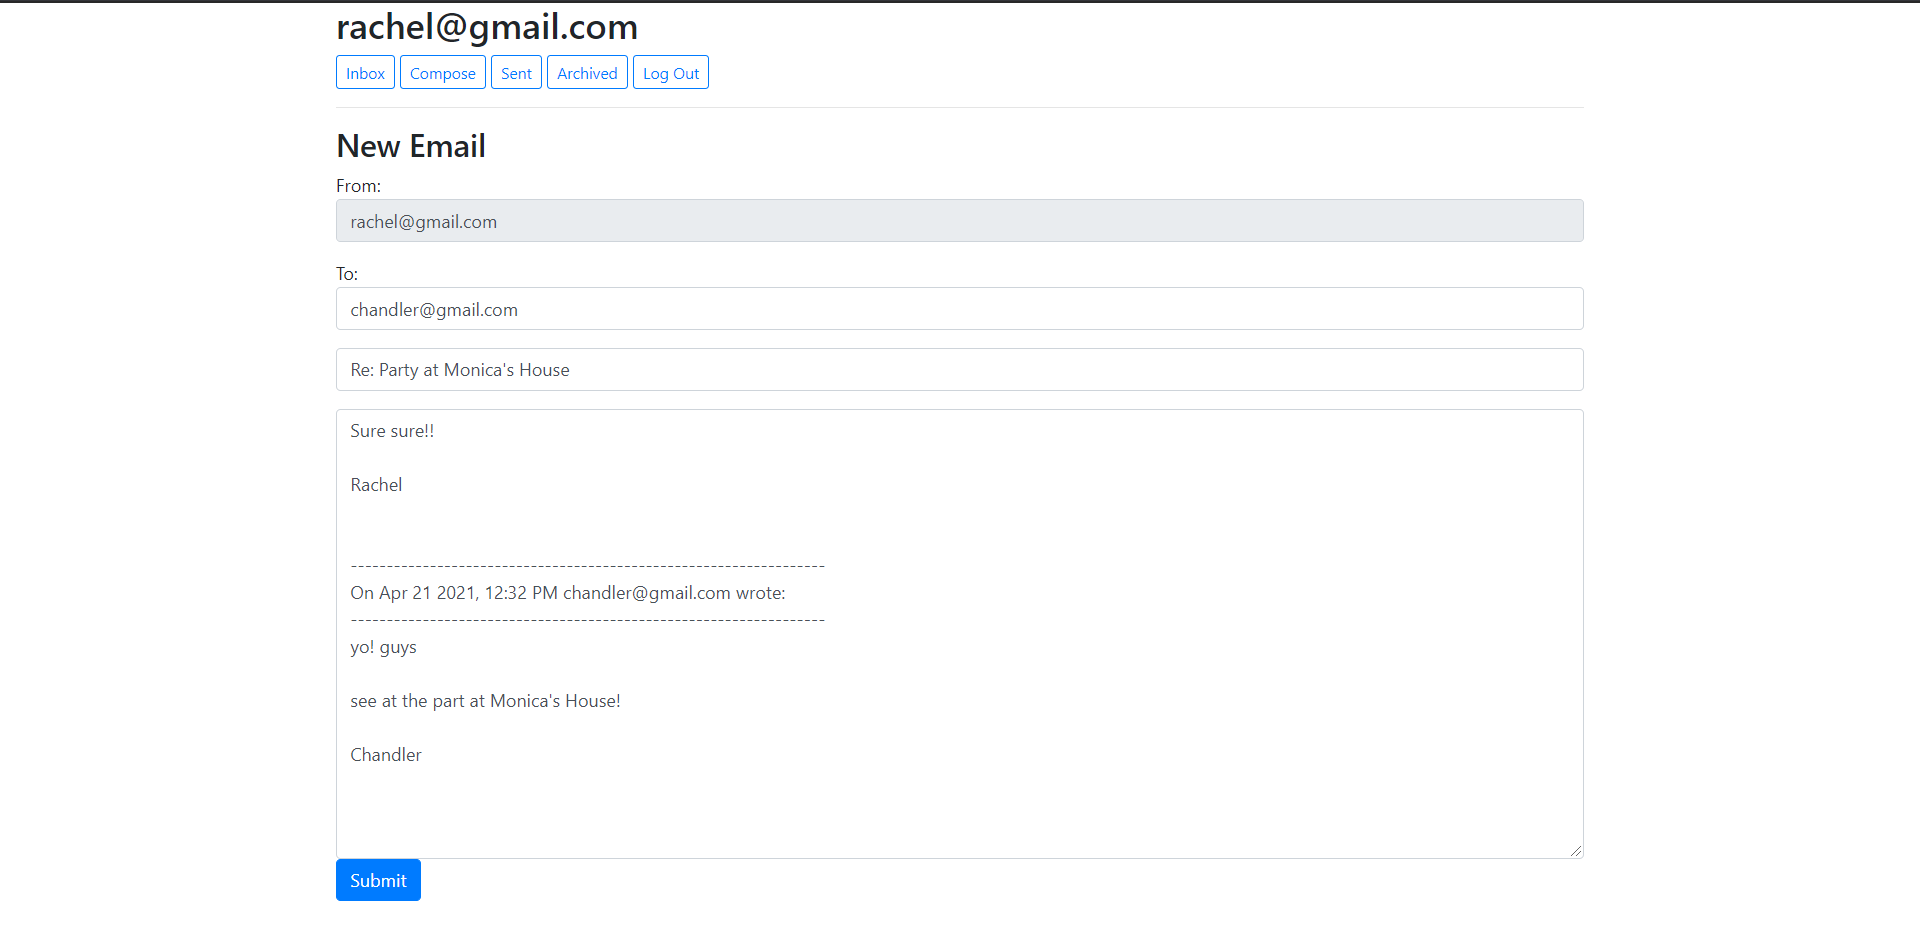 rachel@gmail.com
Inbox Compose Sent Archived Log Out
New Email
From:
rachel@gmail.com
To:
chandler@gmail.com
Re: Party at Monica's House
Sure sure!!
Rachel
------------------------------------------------------------------
On Apr 21 2021, 12:32 PM chandler@gmail.com wrote:
------------------------------------------------------------------
yo! guys
see at the part at Monica's House!
Chandler
Submit